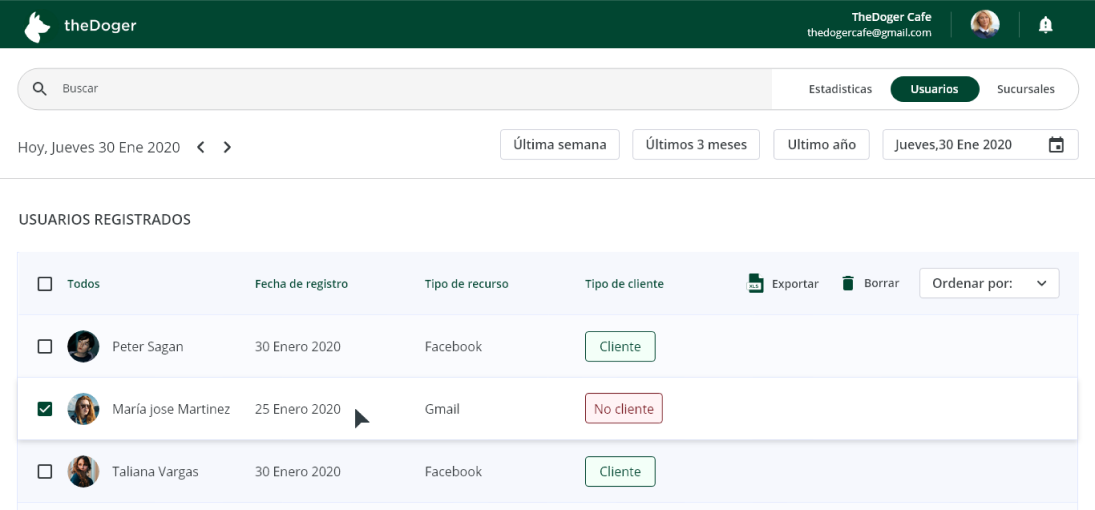 theDoger
TheDoger Cafe
thedogercafe@gmail.com
Buscar
Estadisticas
Usuarios
Sucursales
Hoy, Jueves 30 Ene 2020
Última semana
Últimos 3 meses
Ultimo año
Jueves,30 Ene 2020
USUARIOS REGISTRADOS
Todos
Fecha de registro
Tipo de recurso
Tipo de cliente
XLS
Exportar
Borrar
Ordenar por:
Peter Sagan
30 Enero 2020
Facebook
Cliente
María jose Martinez
25 Enero 2020
Gmail
No cliente
Taliana Vargas
30 Enero 2020
Facebook
Cliente